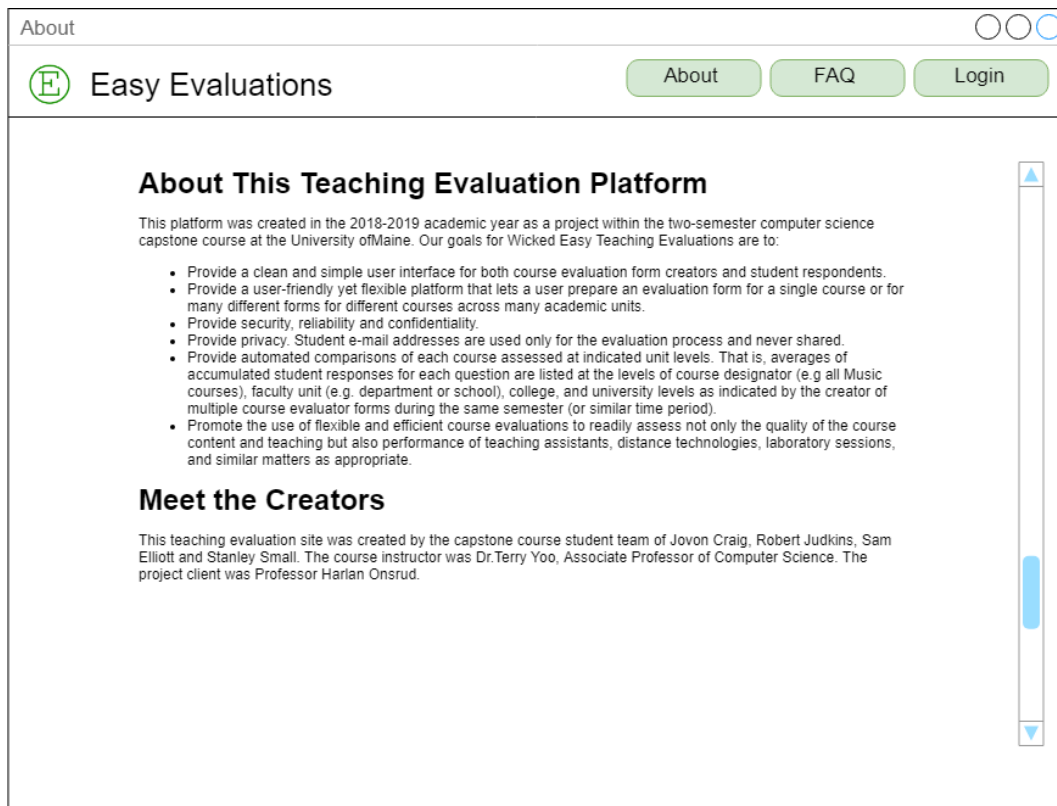 About
E Easy Evaluations About FAQ Login
About This Teaching Evaluation Platform
This platform was created in the 2018-2019 academic year as a project within the two-semester computer science
capstone course at the University ofMaine. Our goals for Wicked Easy Teaching Evaluations are to:
• Provide a clean and simple user interface for both course evaluation form creators and student respondents.
• Provide a user-friendly yet flexible platform that lets a user prepare an evaluation form for a single course or for
many different forms for different courses across many academic units.
• Provide security, reliability and confidentiality.
• Provide privacy. Student e-mail addresses are used only for the evaluation process and never shared.
• Provide automated comparisons of each course assessed at indicated unit levels. That is, averages of
accumulated student responses for each question are listed at the levels of course designator (e.g all Music
courses), faculty unit (e.g. department or school), college, and university levels as indicated by the creator of
multiple course evaluator forms during the same semester (or similar time period).
• Promote the use of flexible and efficient course evaluations to readily assess not only the quality of the course
content and teaching but also performance of teaching assistants, distance technologies, laboratory sessions,
and similar matters as appropriate.
Meet the Creators
This teaching evaluation site was created by the capstone course student team of Jovon Craig, Robert Judkins, Sam
Elliott and Stanley Small. The course instructor was Dr.Terry Yoo, Associate Professor of Computer Science. The
project client was Professor Harlan Onsrud.